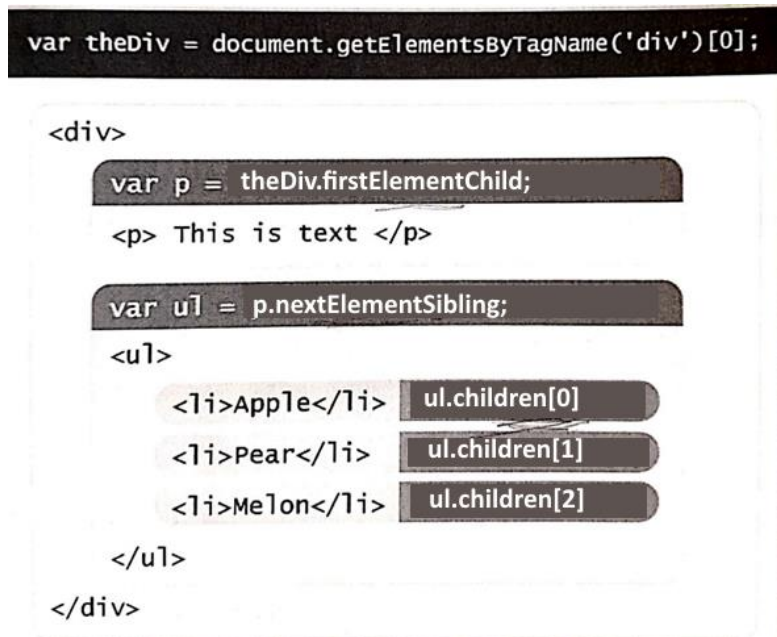 var theDiv = document.getElementsByTagName('div')[0];
<div>
var p = theDiv.firstElementChild;
<p> This is text </p>
var ul = p.nextElementSibling;
<ul>
<li>Apple</li> ul.children[0]
<li>Pear</li> ul.children[1]
<li>Melon</li> ul.children[2]
</ul>
</div>